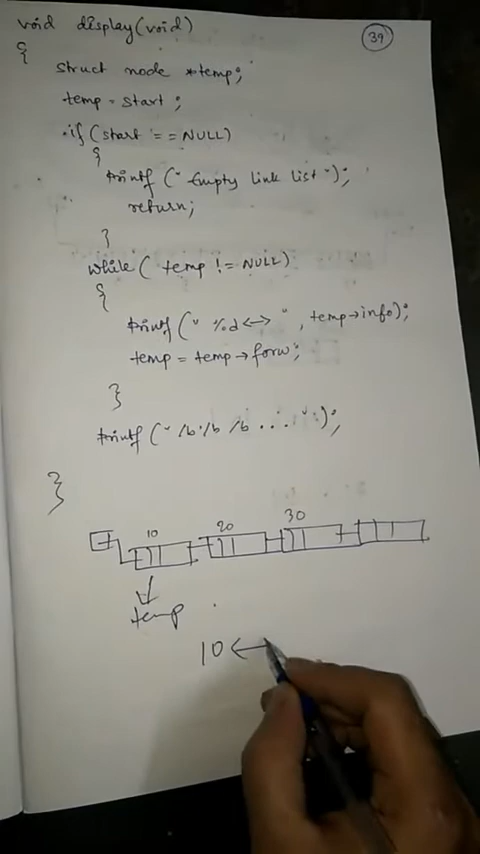 void display(void)
39
{
struct node *temp;
temp = start ;
if (start == NULL)
{
printf (" Empty Link List ");
return;
}
while ( temp != NULL)
{
printf (" %d<-> ", temp→info);
temp = temp→forw;
}
printf (" /b /b /b .... ");
}
10 20 30
temp
10 ↔